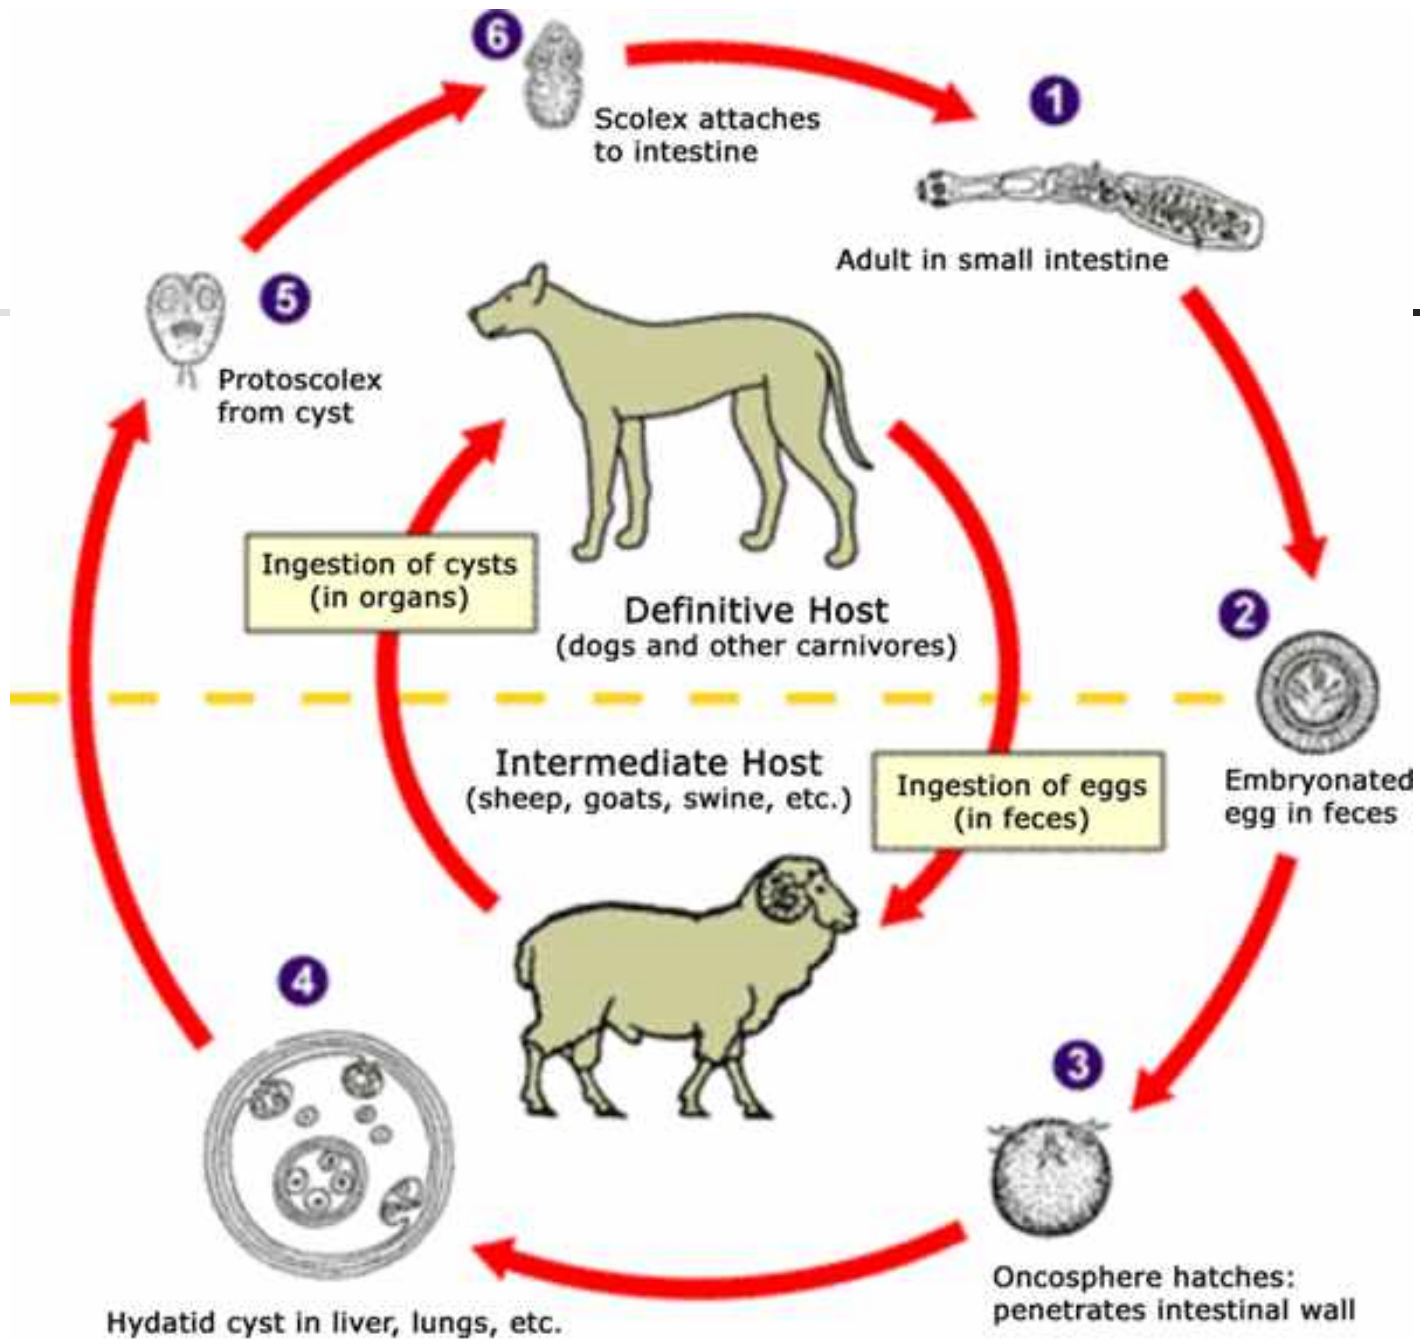 6
Scolex attaches
to intestine
1
Adult in small intestine
5
Protoscolex
from cyst
Ingestion of cysts
(in organs)
Definitive Host
(dogs and other carnivores)
2
Embryonated
egg in feces
Intermediate Host
(sheep, goats, swine, etc.)
Ingestion of eggs
(in feces)
4
Hydatid cyst in liver, lungs, etc.
3
Oncosphere hatches:
penetrates intestinal wall